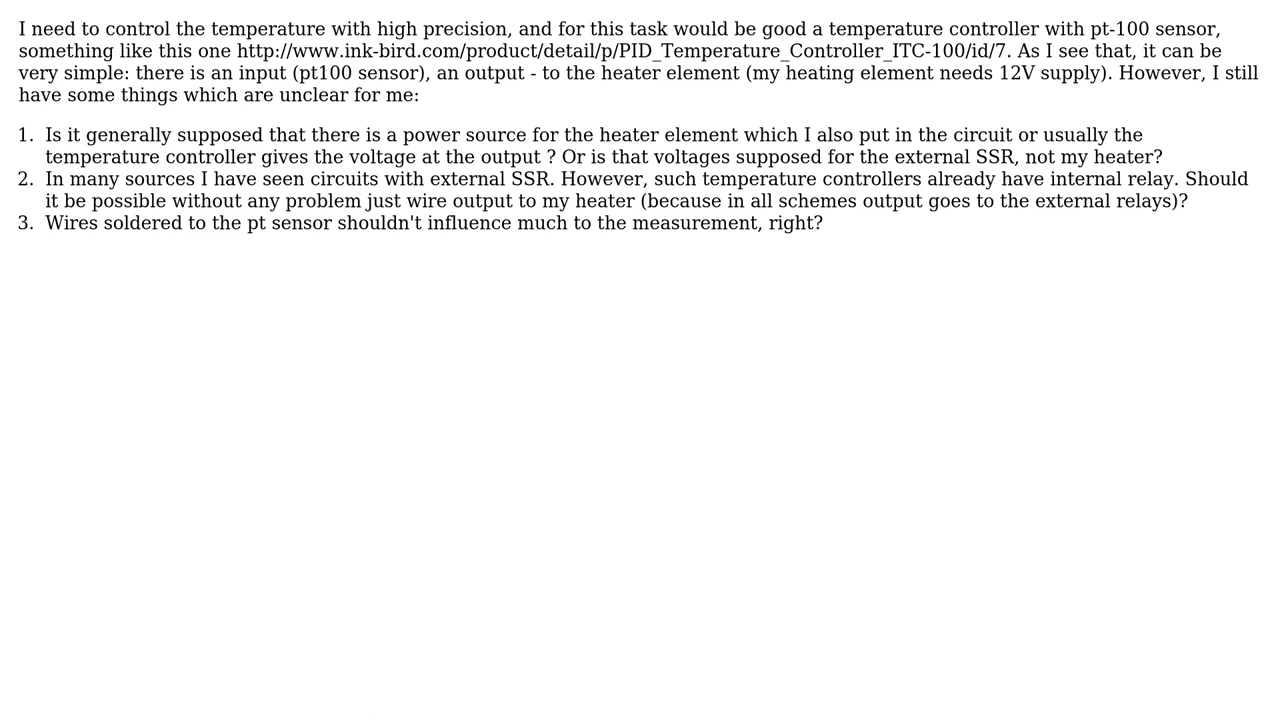 I need to control the temperature with high precision, and for this task would be good a temperature controller with pt-100 sensor,
something like this one http://www.ink-bird.com/product/detail/p/PID_Temperature_Controller_ITC-100/id/7. As I see that, it can be
very simple: there is an input (pt100 sensor), an output - to the heater element (my heating element needs 12V supply). However, I still
have some things which are unclear for me:
1. Is it generally supposed that there is a power source for the heater element which I also put in the circuit or usually the
temperature controller gives the voltage at the output ? Or is that voltages supposed for the external SSR, not my heater?
2. In many sources I have seen circuits with external SSR. However, such temperature controllers already have internal relay. Should
it be possible without any problem just wire output to my heater (because in all schemes output goes to the external relays)?
3. Wires soldered to the pt sensor shouldn't influence much to the measurement, right?